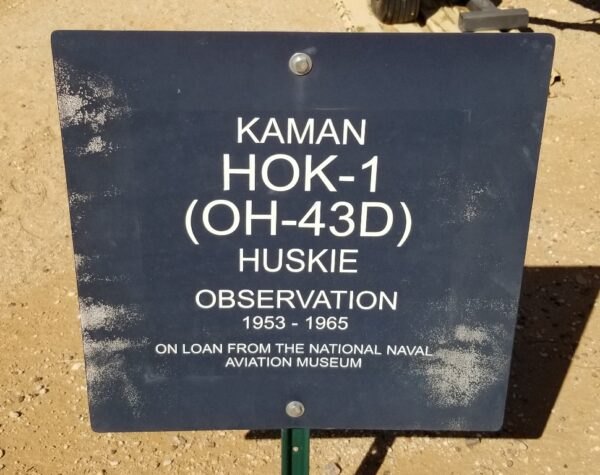 KAMAN
HOK-1
(OH-43D)
HUSKIE
OBSERVATION
1953 - 1965
ON LOAN FROM THE NATIONAL NAVAL
AVIATION MUSEUM